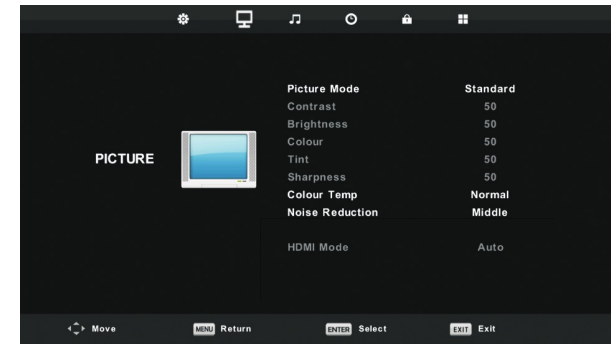 Picture Mode Standard
Contrast 50
Brightness 50
Colour 50
PICTURE
Tint 50
Sharpness 50
Colour Temp Normal
Noise Reduction Middle
HDMI Mode Auto
Move MENU Return ENTER Select EXIT Exit